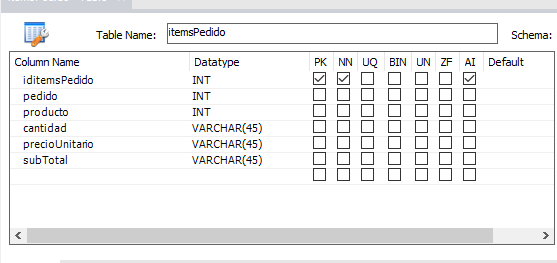 Table Name: itemsPedido Schema:
Column Name Datatype PK NN UQ BIN UN ZF AI Default
iditemsPedido INT
pedido INT
producto INT
cantidad VARCHAR(45)
precioUnitario VARCHAR(45)
subTotal VARCHAR(45)